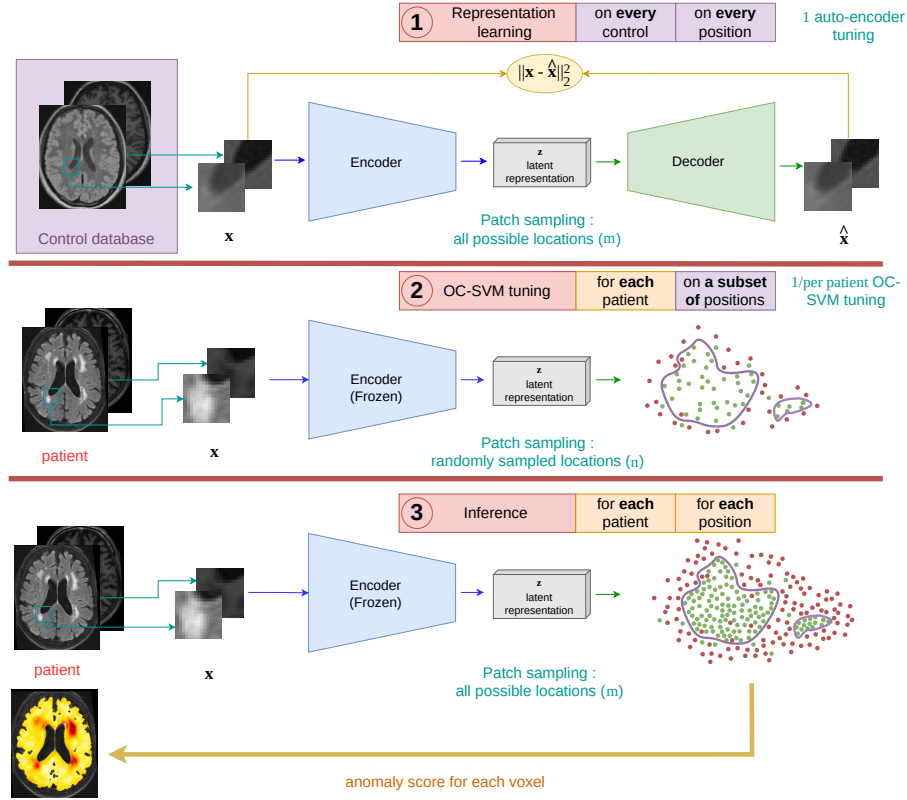 1
Representation
learning
on every
control
on every
position
1 auto-encoder
tuning
||x - x̂||²₂
Encoder
z
latent
representation
Decoder
Control database
x
Patch sampling :
all possible locations (m)
x̂
2
OC-SVM tuning
for each
patient
on a subset
of positions
1/per patient OC-
SVM tuning
Encoder
(Frozen)
z
latent
representation
patient
x
Patch sampling :
randomly sampled locations (n)
3
Inference
for each
patient
for each
position
Encoder
(Frozen)
z
latent
representation
patient
x
Patch sampling :
all possible locations (m)
anomaly score for each voxel